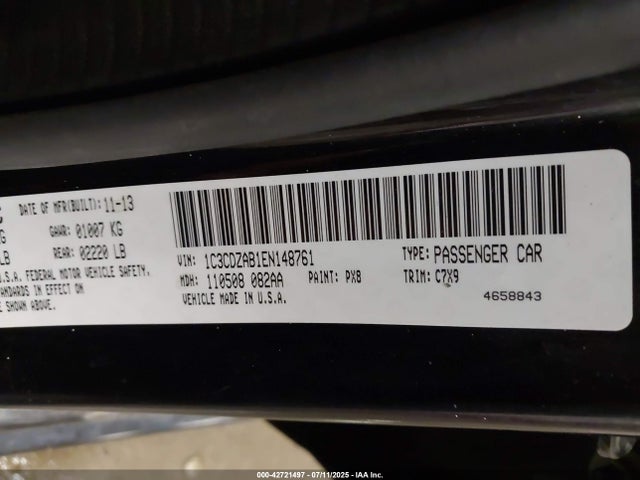 DATE OF MFR(BUILT): 11-13
GAWR: 01007 KG
REAR: 02220 LB
LB
U.S.A. FEDERAL MOTOR VEHICLE SAFETY.
STANDARDS IN EFFECT ON
SHOWN ABOVE.
VIN: 1C3CDZAB1EN148761
TYPE: PASSENGER CAR
MDH: 110508 082AA
PAINT: PX8
TRIM: C7X9
VEHICLE MADE IN U.S.A.
4658843
000-42721497 - 07/11/2025 - IAA Inc.